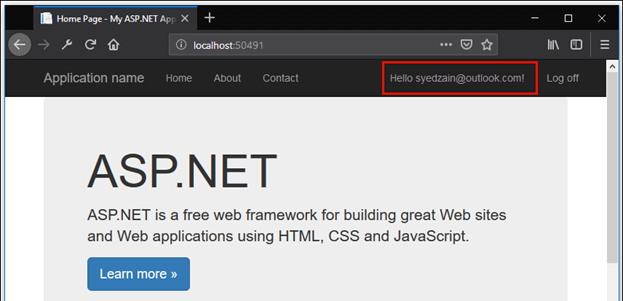 Home Page - My ASP.NET App
localhost:50491
Application name Home About Contact Hello syedzain@outlook.com! Log off
ASP.NET
ASP.NET is a free web framework for building great Web sites
and Web applications using HTML, CSS and JavaScript.
Learn more »